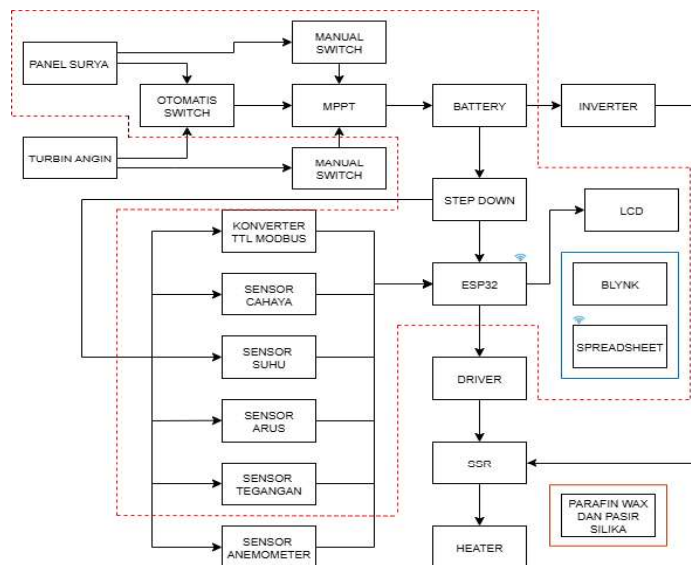 PANEL SURYA
MANUAL
SWITCH
OTOMATIS
SWITCH
MPPT
BATTERY
INVERTER
TURBIN ANGIN
MANUAL
SWITCH
STEP DOWN
LCD
KONVERTER
TTL MODBUS
ESP32
BLYNK
SENSOR
CAHAYA
SPREADSHEET
SENSOR
SUHU
DRIVER
SENSOR
ARUS
SENSOR
TEGANGAN
SSR
PARAFIN WAX
DAN PASIR
SILIKA
SENSOR
ANEMOMETER
HEATER